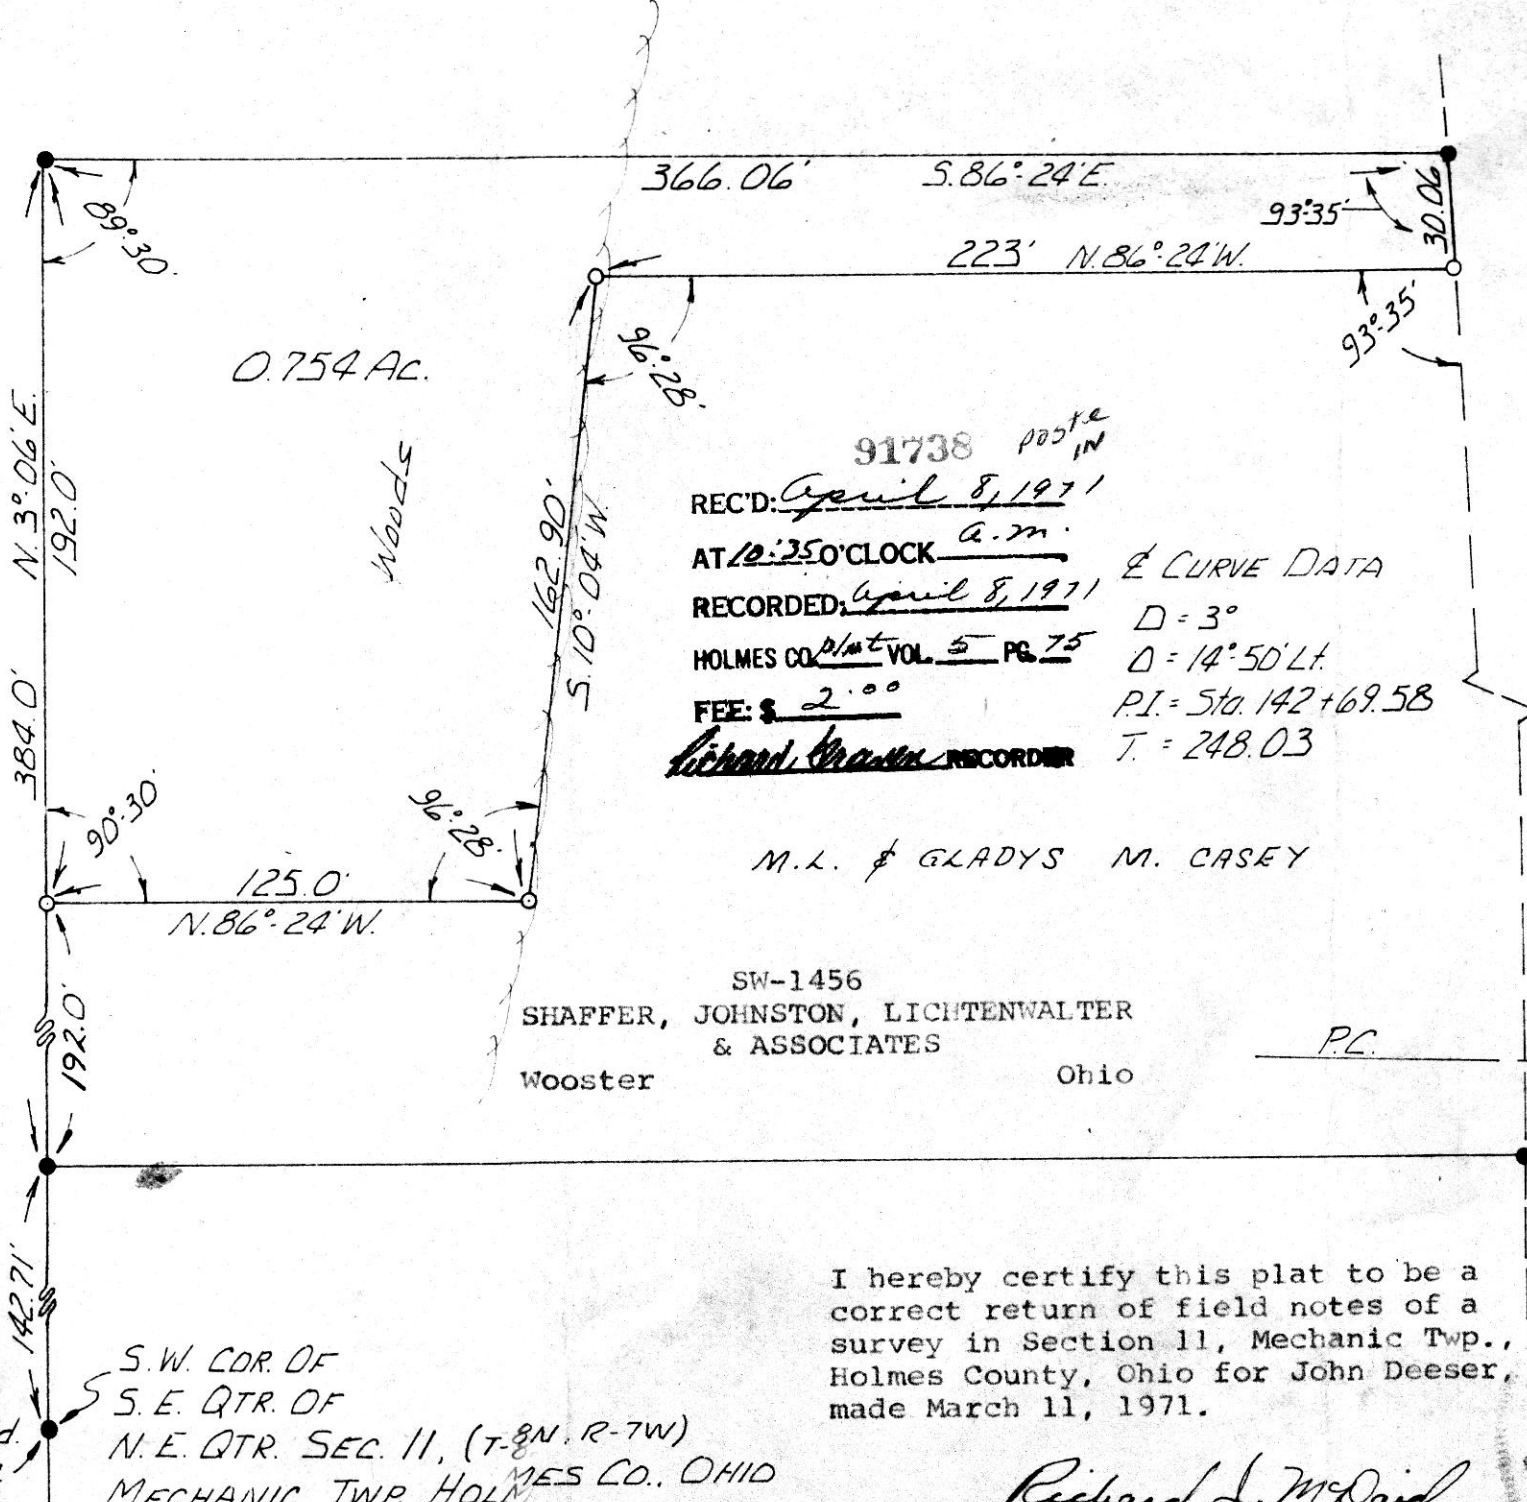 366.06' S.86°-24'E.
93°35'
30.06
89°-30'
223' N.86°-24'W.
93°-35'
96°-28'
0.754 AC.
Woods
N. 3°-06' E.
192.0'
384.0'
162.90'
S. 10°-04' W.
91738 paste
IN
REC'D: April 8, 1971
AT 10:35 O'CLOCK a.m.
RECORDED: April 8, 1971
HOLMES CO. plat VOL. 5 PG. 75
FEE: $ 2.00
Richard Graven RECORDER
℄ CURVE DATA
D = 3°
Δ = 14°-50' Lt.
P.I. = Sta. 142+69.58
T. = 248.03
90°-30'
96°-28'
125.0'
N.86°-24'W.
M.L. & GLADYS M. CASEY
SW-1456
SHAFFER, JOHNSTON, LICHTENWALTER
& ASSOCIATES
Wooster Ohio
P.C.
192.0'
142.71'
I hereby certify this plat to be a
correct return of field notes of a
survey in Section 11, Mechanic Twp.,
Holmes County, Ohio for John Deeser,
made March 11, 1971.
S.W. COR. OF
S.E. QTR. OF
N.E. QTR. SEC. 11, (T-8N, R-7W)
MECHANIC TWP. HOLMES CO., OHIO
Richard L. McDaid